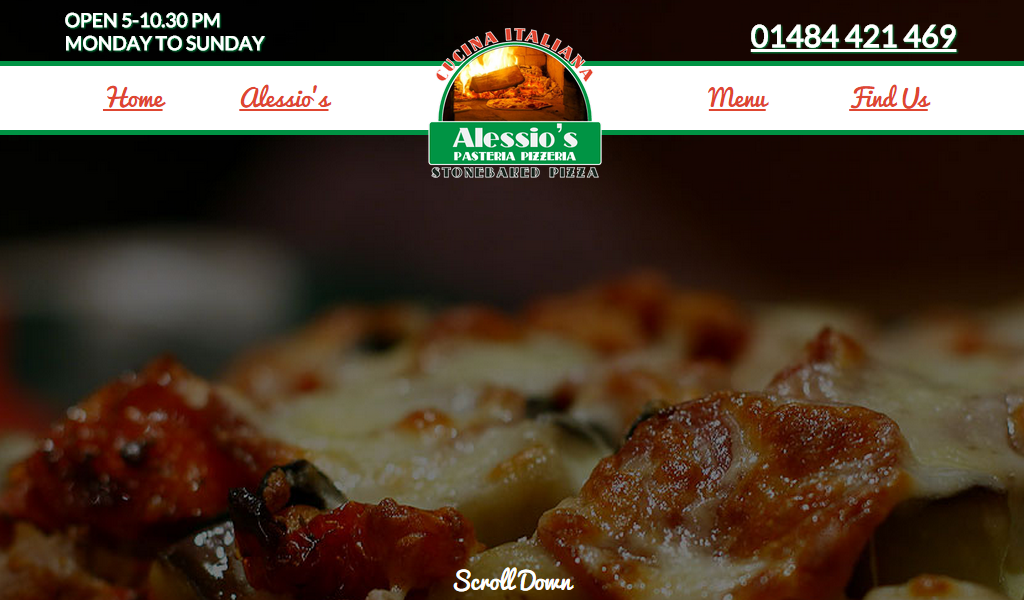 OPEN 5-10.30 PM
MONDAY TO SUNDAY
01484 421 469
CUCINA ITALIANA
Home
Alessio's
Menu
Find Us
Alessio's
PASTERIA PIZZERIA
STONEBAKED PIZZA
Scroll Down